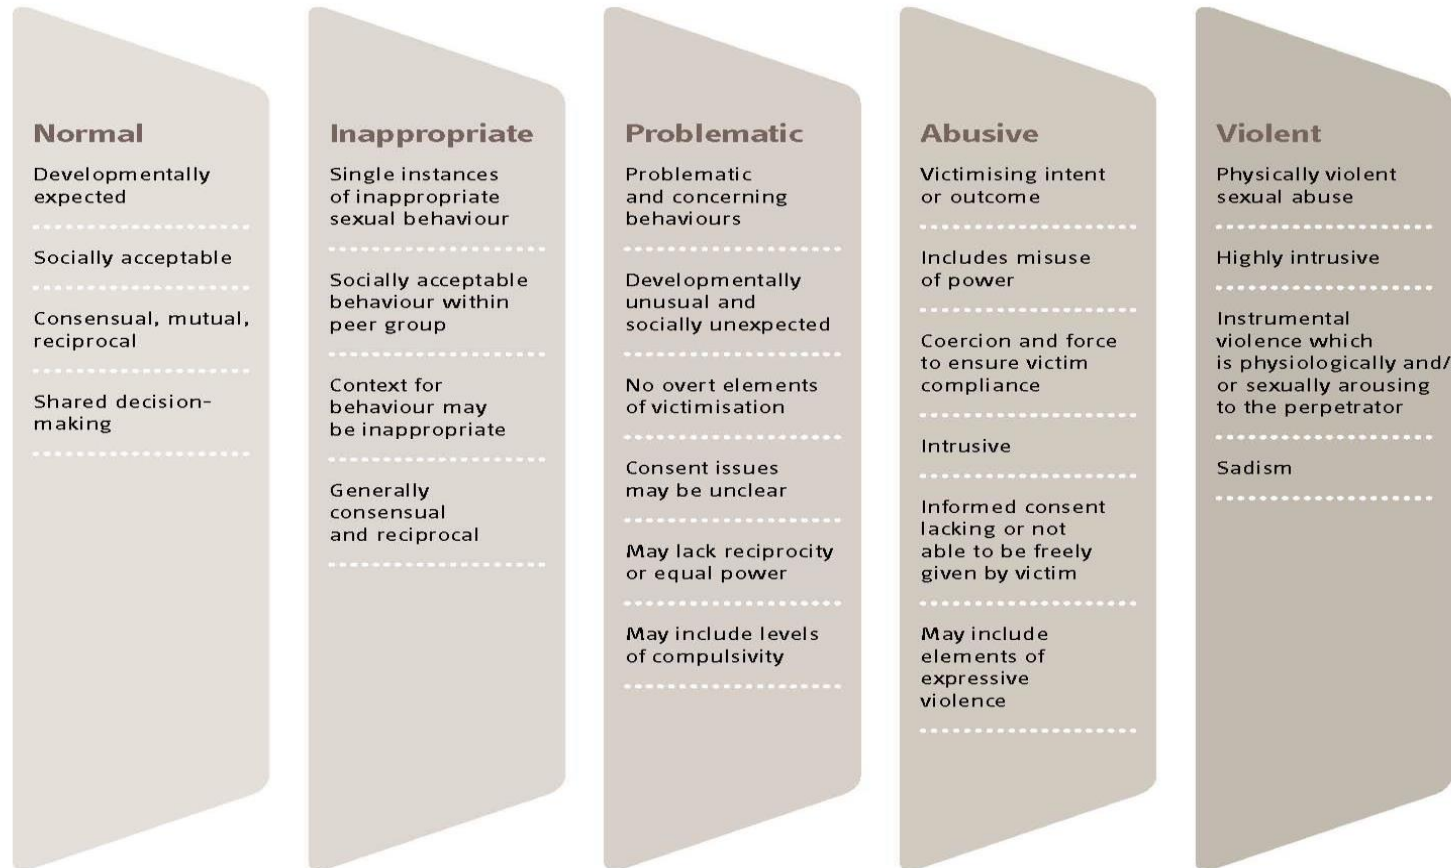 Normal
Developmentally
expected
Socially acceptable
Consensual, mutual,
reciprocal
Shared decision-
making
Inappropriate
Single instances
of inappropriate
sexual behaviour
Socially acceptable
behaviour within
peer group
Context for
behaviour may
be inappropriate
Generally
consensual
and reciprocal
Problematic
Problematic
and concerning
behaviours
Developmentally
unusual and
socially unexpected
No overt elements
of victimisation
Consent issues
may be unclear
May lack reciprocity
or equal power
May include levels
of compulsivity
Abusive
Victimising intent
or outcome
Includes misuse
of power
Coercion and force
to ensure victim
compliance
Intrusive
Informed consent
lacking or not
able to be freely
given by victim
May include
elements of
expressive
violence
Violent
Physically violent
sexual abuse
Highly intrusive
Instrumental
violence which
is physiologically and/
or sexually arousing
to the perpetrator
Sadism